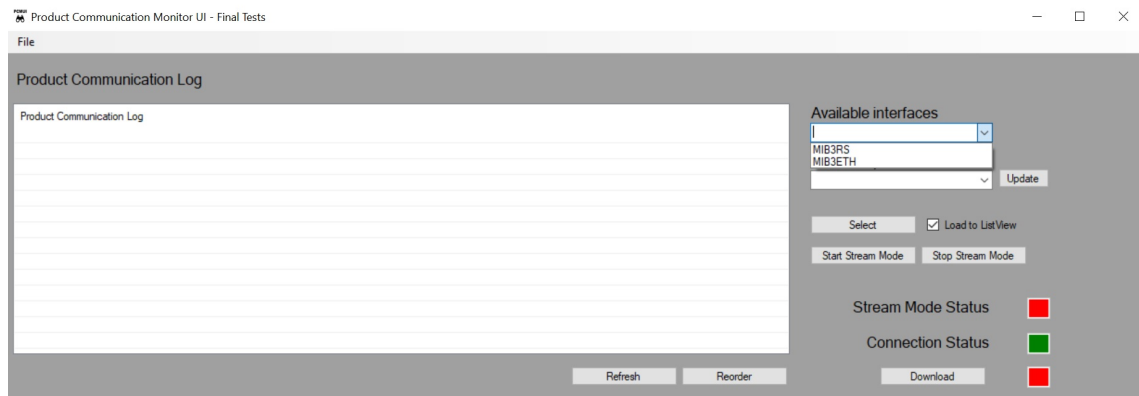 Product Communication Monitor UI - Final Tests
File
Product Communication Log
Product Communication Log
Available interfaces
MIB3RS
MIB3ETH
Update
Select
Load to ListView
Start Stream Mode
Stop Stream Mode
Stream Mode Status
Connection Status
Refresh
Reorder
Download